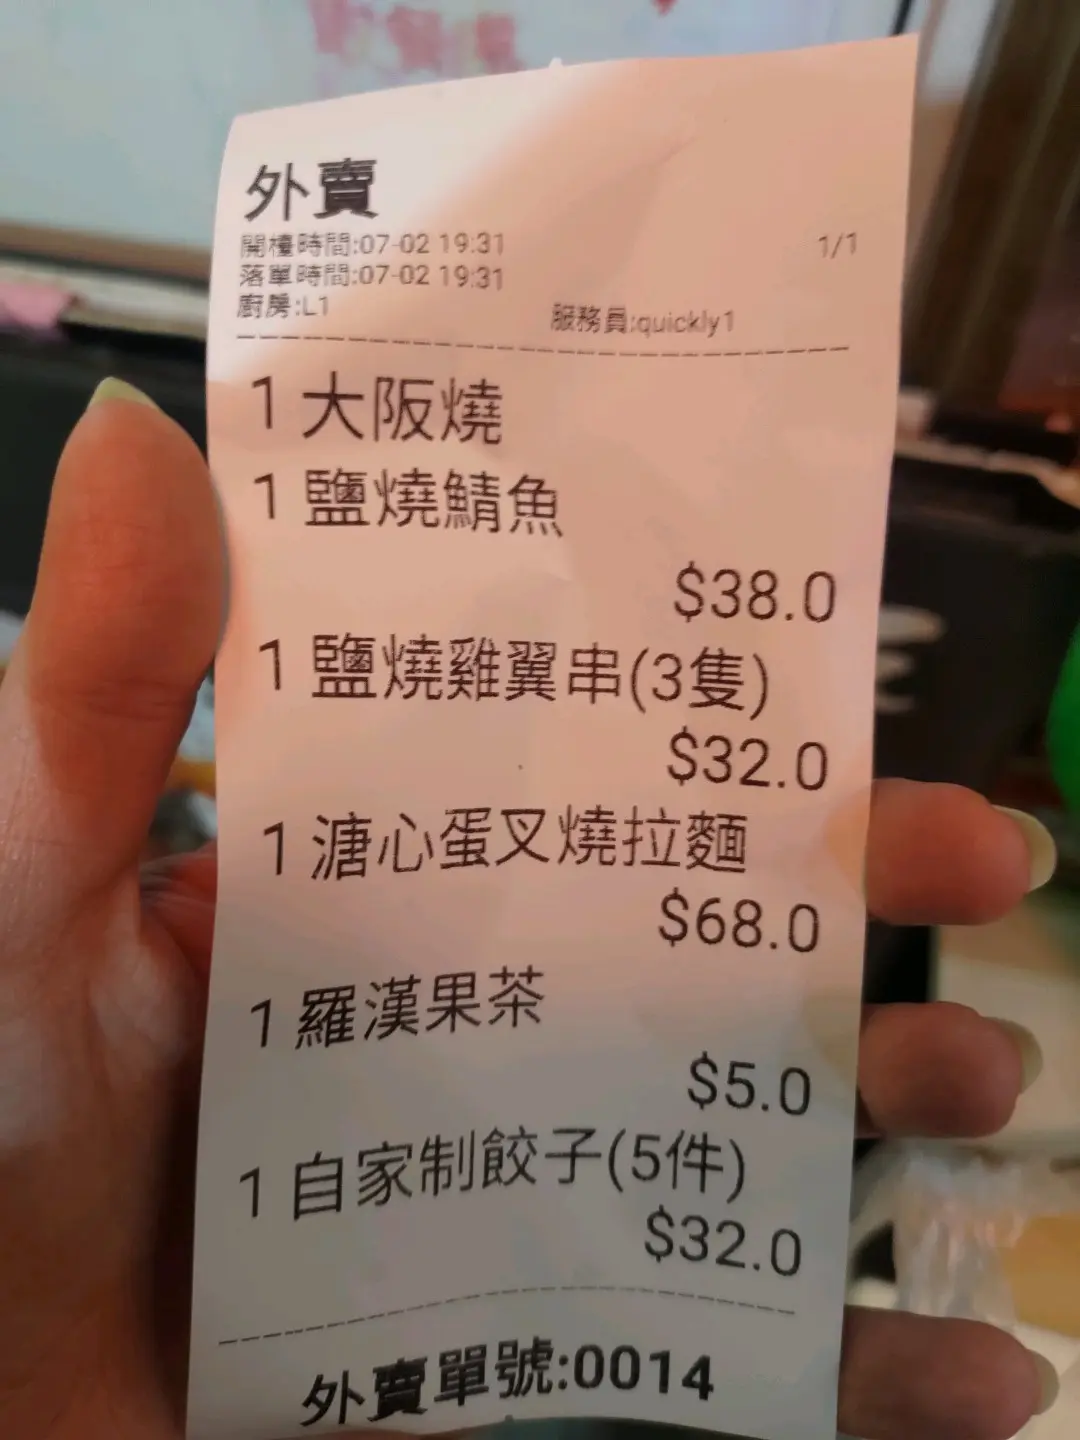 外賣
開檯時間:07-02 19:31 1/1
落單時間:07-02 19:31
廚房:L1 服務員:quickly1
1 大阪燒
1 鹽燒鯖魚
$38.0
1 鹽燒雞翼串(3隻)
$32.0
1 溏心蛋叉燒拉麵
$68.0
1 羅漢果茶
$5.0
1 自家制餃子(5件)
$32.0
外賣單號:0014